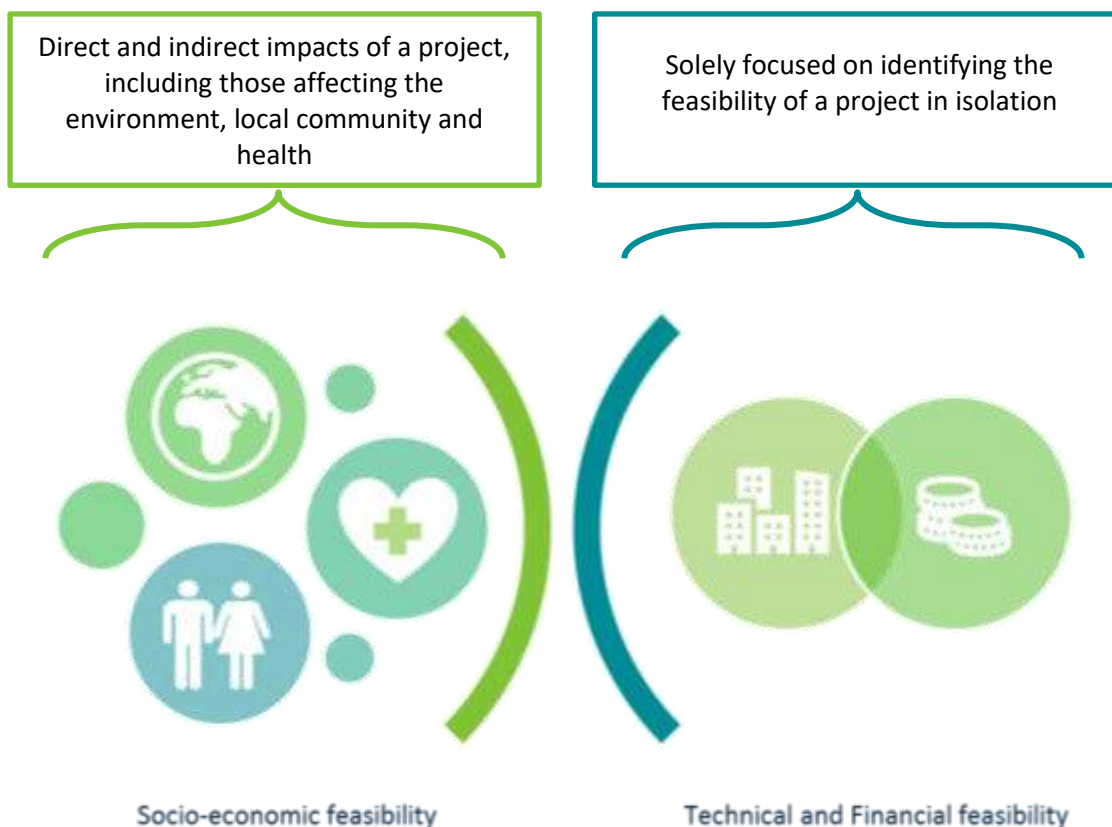 Direct and indirect impacts of a project,
including those affecting the
environment, local community and
health
Solely focused on identifying the
feasibility of a project in isolation
Socio-economic feasibility
Technical and Financial feasibility